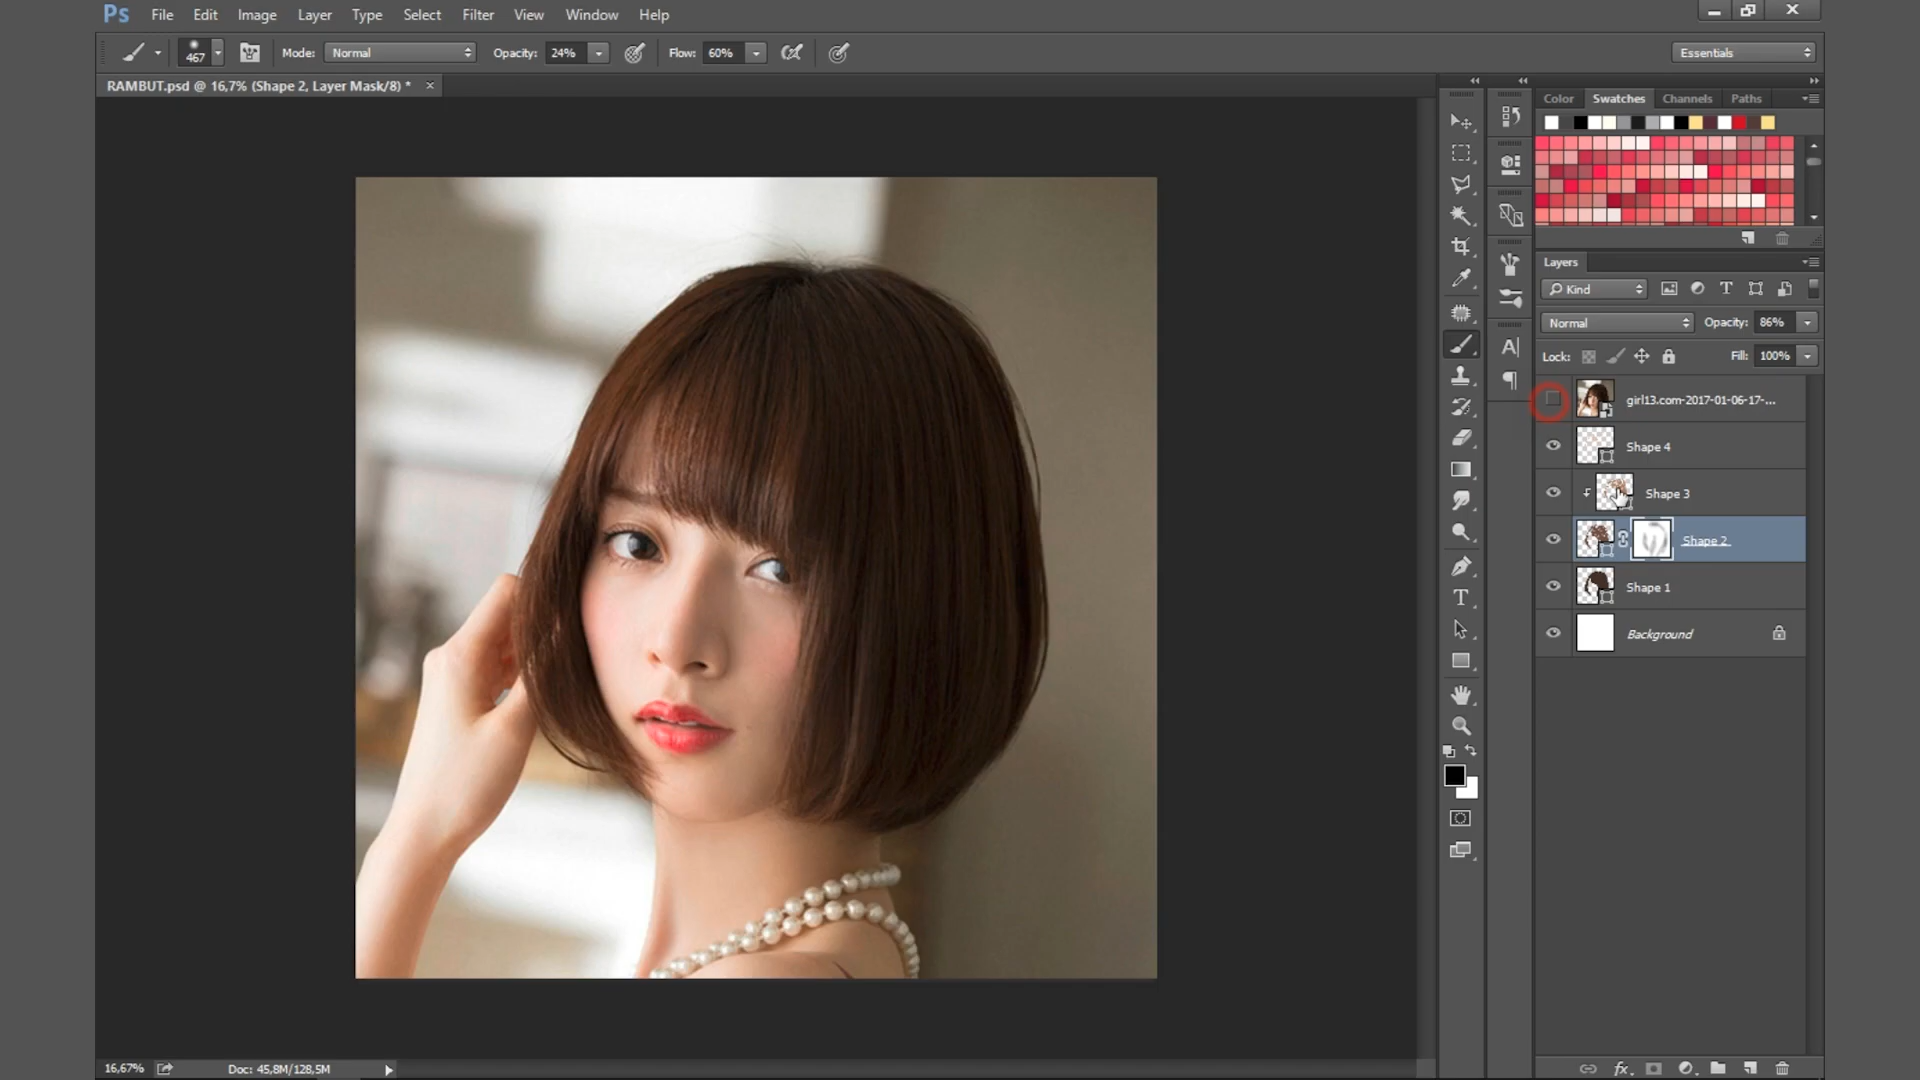 Ps File Edit Image Layer Type Select Filter View Window Help
467 Mode: Normal Opacity: 24% Flow: 60% Essentials
RAMBUT.psd @ 16,7% (Shape 2, Layer Mask/8) * ×
Color Swatches Channels Paths
Layers
Kind
Normal Opacity: 86%
Lock: Fill: 100%
girl13.com-2017-01-06-17-...
Shape 4
Shape 3
Shape 2
Shape 1
Background
16,67% Doc: 45,8M/128,5M fx